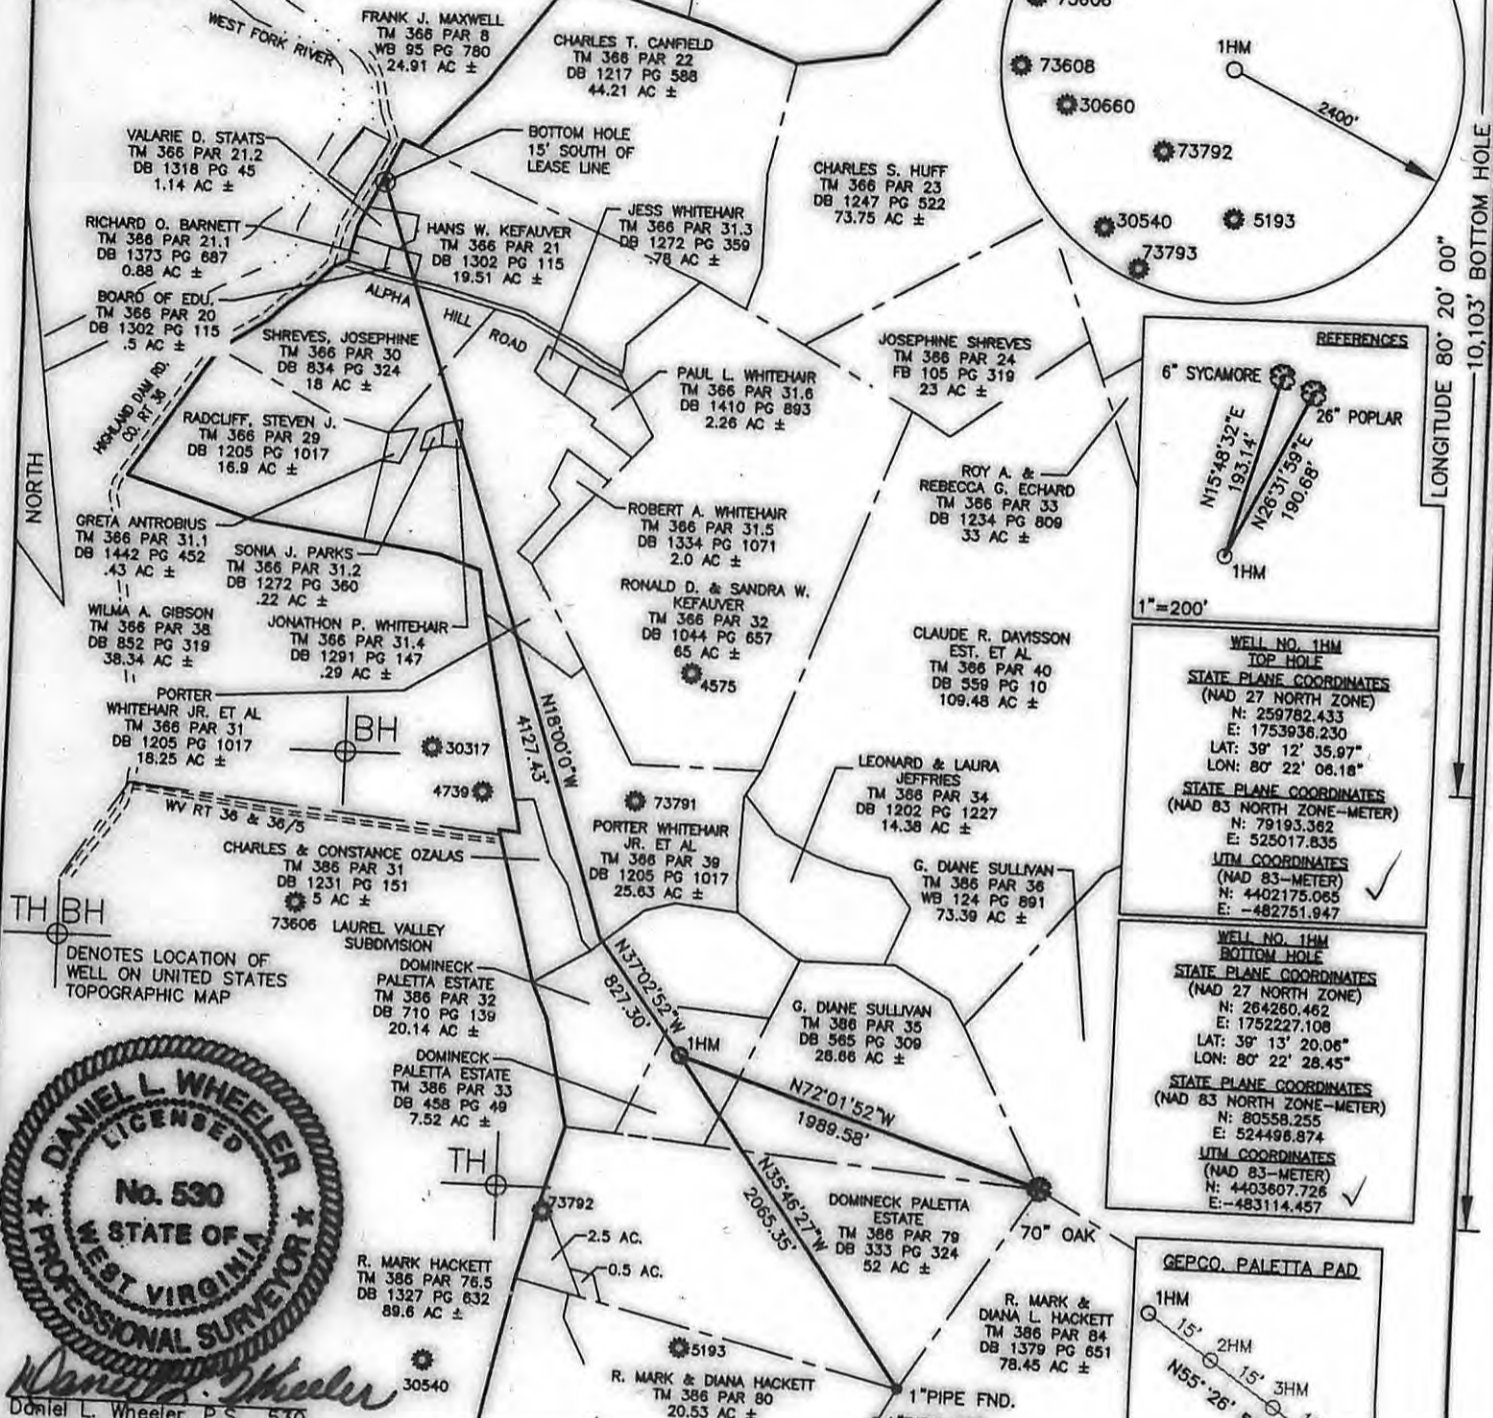 WEST FORK RIVER
FRANK J. MAXWELL
TM 366 PAR 8
WB 95 PG 780
24.91 AC ±
CHARLES T. CANFIELD
TM 366 PAR 22
DB 1217 PG 588
44.21 AC ±
73606
1HM
73608
30660
2400'
73792
30540
5193
73793
VALARIE D. STAATS
TM 366 PAR 21.2
DB 1318 PG 45
1.14 AC ±
BOTTOM HOLE
15' SOUTH OF
LEASE LINE
CHARLES S. HUFF
TM 366 PAR 23
DB 1247 PG 522
73.75 AC ±
RICHARD O. BARNETT
TM 366 PAR 21.1
DB 1373 PG 687
0.88 AC ±
HANS W. KEFAUVER
TM 366 PAR 21
DB 1302 PG 115
19.51 AC ±
JESS WHITEHAIR
TM 366 PAR 31.3
DB 1272 PG 359
.78 AC ±
BOARD OF EDU.
TM 366 PAR 20
DB 1302 PG 115
.5 AC ±
ALPHA HILL ROAD
SHREVES, JOSEPHINE
TM 366 PAR 30
DB 834 PG 324
18 AC ±
JOSEPHINE SHREVES
TM 366 PAR 24
FB 105 PG 319
23 AC ±
HIGHLAND DAM RD.
CO. RT 36
PAUL L. WHITEHAIR
TM 366 PAR 31.6
DB 1410 PG 893
2.26 AC ±
RADCLIFF, STEVEN J.
TM 366 PAR 29
DB 1205 PG 1017
16.9 AC ±
NORTH
ROY A. &
REBECCA G. ECHARD
TM 366 PAR 33
DB 1234 PG 809
33 AC ±
ROBERT A. WHITEHAIR
TM 366 PAR 31.5
DB 1334 PG 1071
2.0 AC ±
GRETA ANTROBIUS
TM 366 PAR 31.1
DB 1442 PG 452
.43 AC ±
SONIA J. PARKS
TM 366 PAR 31.2
DB 1272 PG 360
.22 AC ±
RONALD D. & SANDRA W.
KEFAUVER
TM 366 PAR 32
DB 1044 PG 657
65 AC ±
4575
WILMA A. GIBSON
TM 366 PAR 38
DB 852 PG 319
38.34 AC ±
JONATHON P. WHITEHAIR
TM 366 PAR 31.4
DB 1291 PG 147
.29 AC ±
CLAUDE R. DAVISSON
EST. ET AL
TM 366 PAR 40
DB 559 PG 10
109.48 AC ±
PORTER
WHITEHAIR JR. ET AL
TM 366 PAR 31
DB 1205 PG 1017
18.25 AC ±
BH
30317
4739
N18°00'0"W
4127.43'
WV RT 36 & 36/5
73791
PORTER WHITEHAIR
JR. ET AL
TM 366 PAR 39
DB 1205 PG 1017
25.63 AC ±
LEONARD & LAURA
JEFFRIES
TM 366 PAR 34
DB 1202 PG 1227
14.38 AC ±
CHARLES & CONSTANCE OZALAS
TM 386 PAR 31
DB 1231 PG 151
5 AC ±
73606 LAUREL VALLEY
SUBDIVISION
G. DIANE SULLIVAN
TM 386 PAR 36
WB 124 PG 891
73.39 AC ±
TH BH
DENOTES LOCATION OF
WELL ON UNITED STATES
TOPOGRAPHIC MAP
DOMINECK
PALETTA ESTATE
TM 386 PAR 32
DB 710 PG 139
20.14 AC ±
N37°02'52"W
827.30'
1HM
G. DIANE SULLIVAN
TM 386 PAR 35
DB 565 PG 309
28.66 AC ±
DOMINECK
PALETTA ESTATE
TM 386 PAR 33
DB 458 PG 49
7.52 AC ±
N72°01'52"W
1989.58'
TH
73792
N35°46'27"W
2065.35'
DOMINECK PALETTA
ESTATE
TM 386 PAR 79
DB 333 PG 324
52 AC ±
70" OAK
2.5 AC.
0.5 AC.
R. MARK HACKETT
TM 386 PAR 76.5
DB 1327 PG 632
89.6 AC ±
30540
5193
R. MARK & DIANA HACKETT
TM 386 PAR 80
20.53 AC ±
R. MARK &
DIANA L. HACKETT
TM 386 PAR 84
DB 1379 PG 651
78.45 AC ±
1"PIPE FND.
DANIEL L. WHEELER
LICENSED
No. 530
STATE OF
WEST VIRGINIA
PROFESSIONAL SURVEYOR
Daniel L. Wheeler
Daniel L. Wheeler P.S. 530
LONGITUDE 80° 20' 00"
10,103' BOTTOM HOLE
REFERENCES
6" SYCAMORE
26" POPLAR
N15°48'32"E
193.14'
N26°31'59"E
190.68'
1HM
1"=200'
WELL NO. 1HM
TOP HOLE
STATE PLANE COORDINATES
(NAD 27 NORTH ZONE)
N: 259782.433
E: 1753936.230
LAT: 39° 12' 35.97"
LON: 80° 22' 06.18"
STATE PLANE COORDINATES
(NAD 83 NORTH ZONE-METER)
N: 79193.362
E: 525017.835
UTM COORDINATES
(NAD 83-METER)
N: 4402175.065
E: -482751.947
WELL NO. 1HM
BOTTOM HOLE
STATE PLANE COORDINATES
(NAD 27 NORTH ZONE)
N: 264260.462
E: 1752227.108
LAT: 39° 13' 20.06"
LON: 80° 22' 28.45"
STATE PLANE COORDINATES
(NAD 83 NORTH ZONE-METER)
N: 80558.255
E: 524496.874
UTM COORDINATES
(NAD 83-METER)
N: 4403607.726
E:-483114.457
GEPCO, PALETTA PAD
1HM
15'
2HM
15'
3HM
N55° 26'